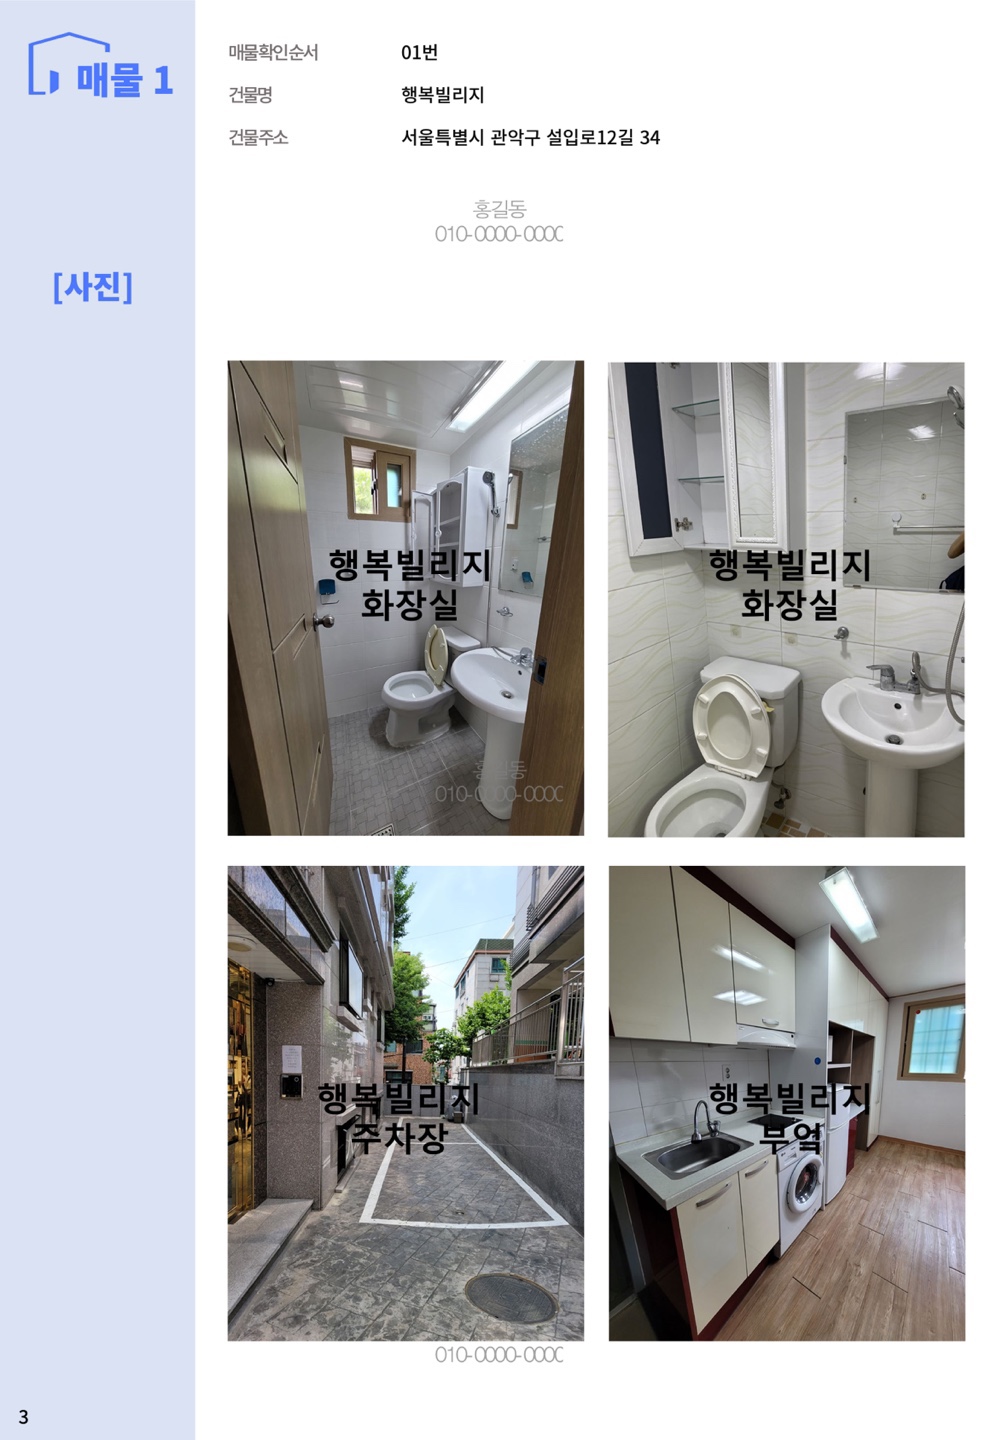 매물 1
매물확인순서 01번
건물명 행복빌리지
건물주소 서울특별시 관악구 설입로12길 34
홍길동
010-0000-000C
[사진]
행복빌리지
화장실
행복빌리지
화장실
홍길동
010-0000-000C
행복빌리지
주차장
행복빌리지
부엌
010-0000-000C
3